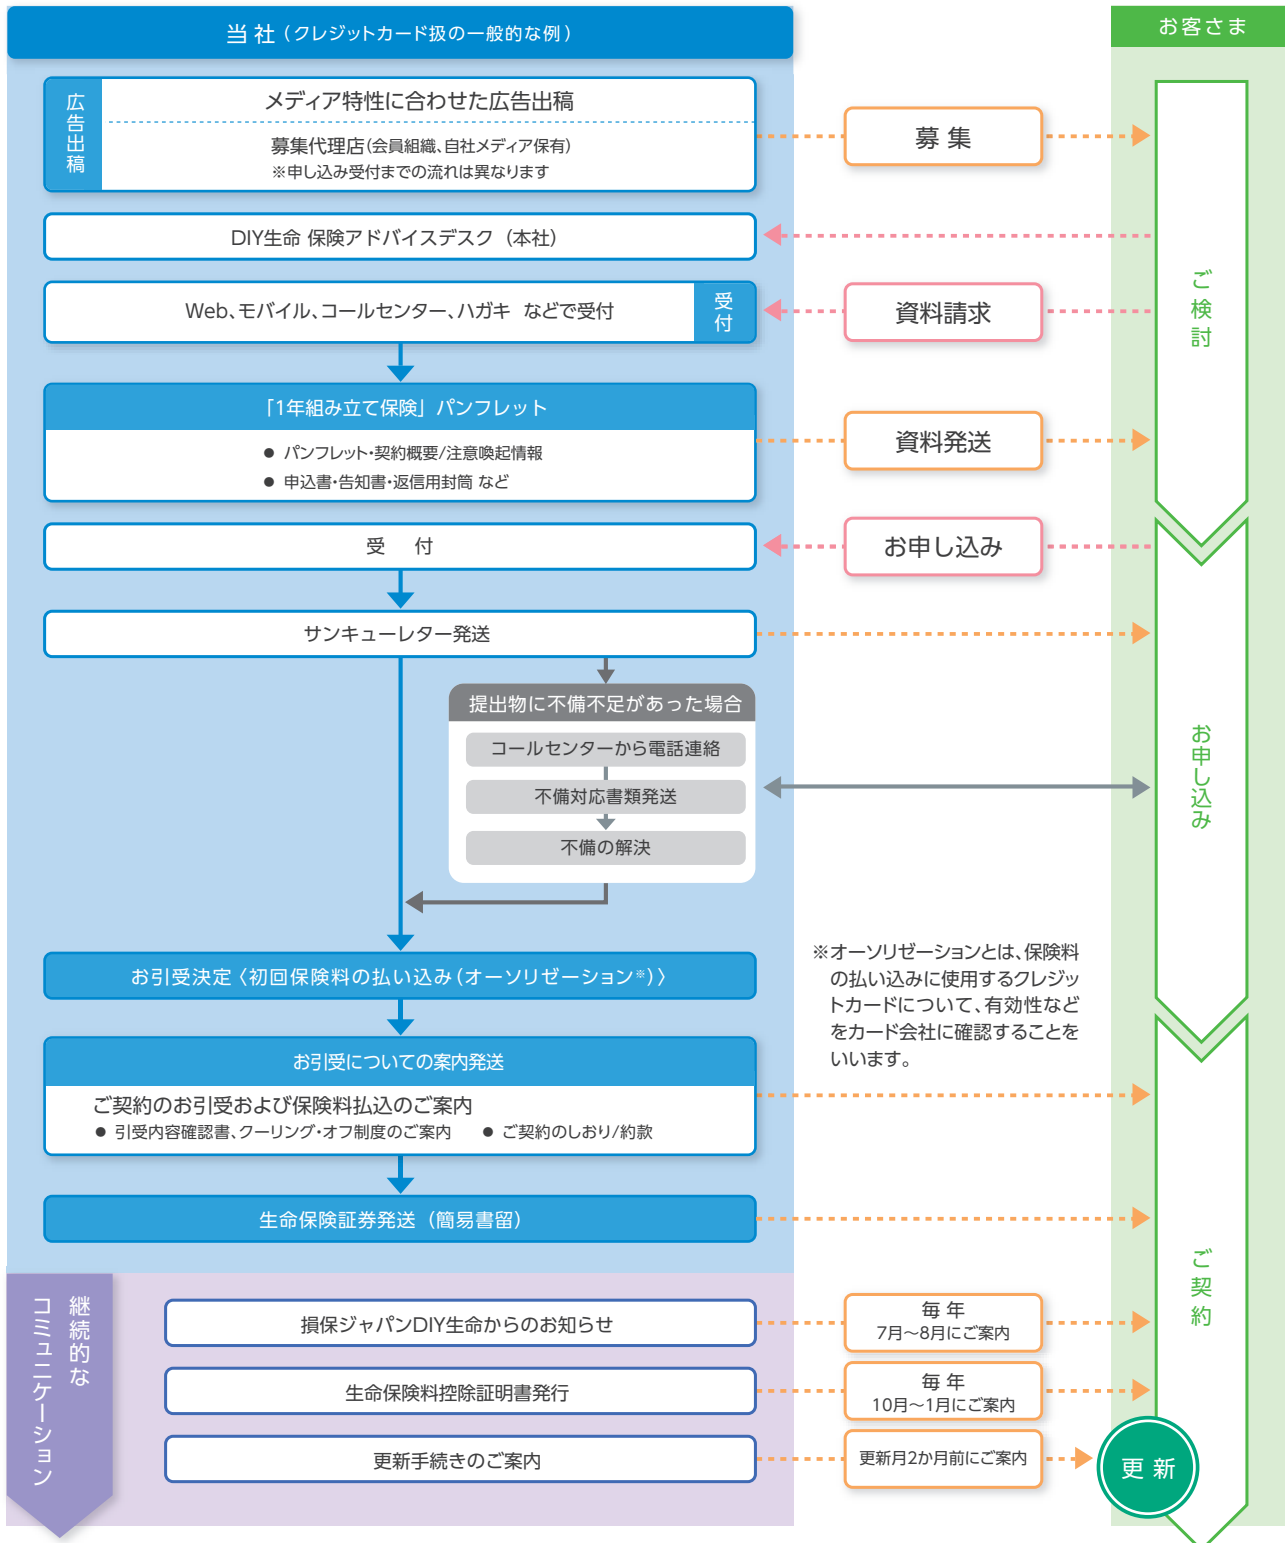 当社(クレジットカード扱の一般的な例)
お客さま
広告出稿
メディア特性に合わせた広告出稿
募集代理店(会員組織、自社メディア保有)
※申し込み受付までの流れは異なります
募集
DIY生命 保険アドバイスデスク（本社）
Web、モバイル、コールセンター、ハガキ などで受付
受付
資料請求
ご検討
「1年組み立て保険」パンフレット
● パンフレット・契約概要/注意喚起情報
● 申込書・告知書・返信用封筒 など
資料発送
受 付
お申し込み
サンキューレター発送
提出物に不備不足があった場合
コールセンターから電話連絡
不備対応書類発送
不備の解決
お申し込み
お引受決定〈初回保険料の払い込み(オーソリゼーション※)〉
※オーソリゼーションとは、保険料
の払い込みに使用するクレジッ
トカードについて、有効性など
をカード会社に確認することを
いいます。
お引受についての案内発送
ご契約のお引受および保険料払込のご案内
● 引受内容確認書、クーリング・オフ制度のご案内 ● ご契約のしおり/約款
生命保険証券発送（簡易書留）
ご契約
継続的な
コミュニケーション
損保ジャパンDIY生命からのお知らせ
毎年
7月〜8月にご案内
生命保険料控除証明書発行
毎年
10月〜1月にご案内
更新手続きのご案内
更新月2か月前にご案内
更新